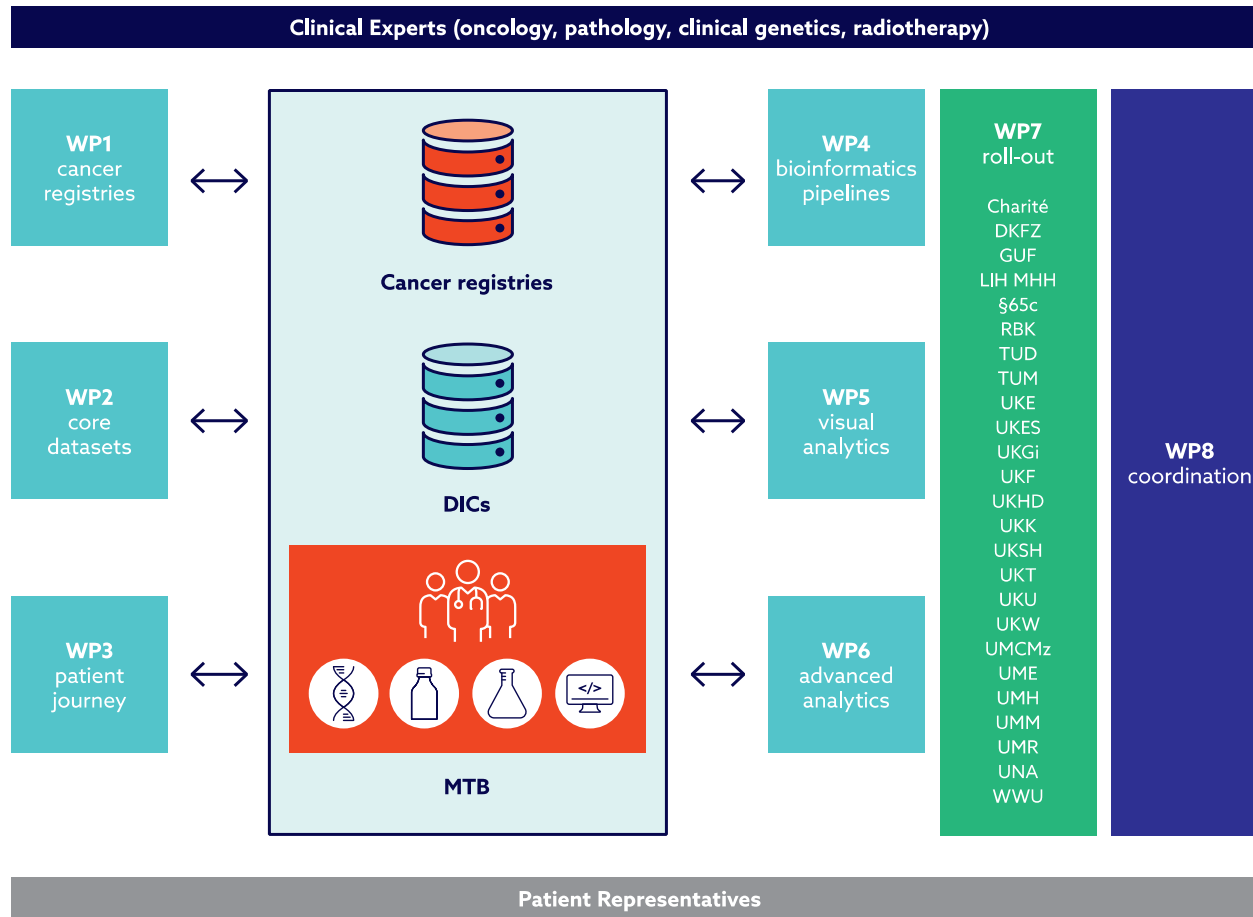 Clinical Experts (oncology, pathology, clinical genetics, radiotherapy)
WP1
cancer
registries
WP2
core
datasets
WP3
patient
journey
Cancer registries
DICs
</>
MTB
WP4
bioinformatics
pipelines
WP5
visual
analytics
WP6
advanced
analytics
WP7
roll-out
Charité
DKFZ
GUF
LIH MHH
§65c
RBK
TUD
TUM
UKE
UKES
UKGi
UKF
UKHD
UKK
UKSH
UKT
UKU
UKW
UMCMz
UME
UMH
UMM
UMR
UNA
WWU
WP8
coordination
Patient Representatives